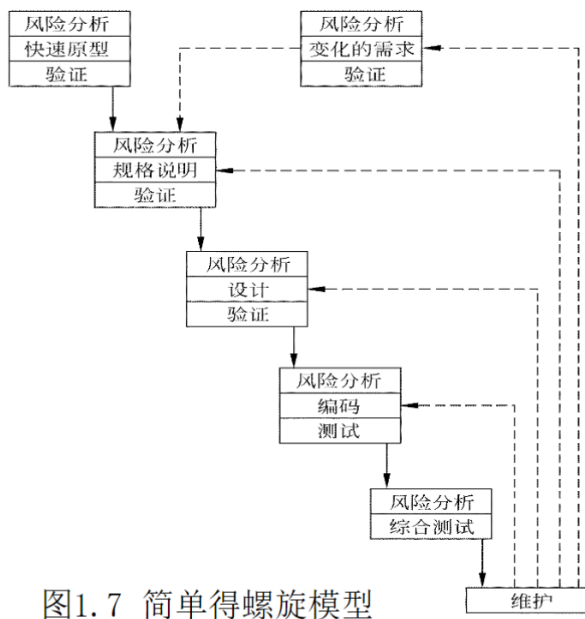 风险分析
快速原型
验证
风险分析
变化的需求
验证
风险分析
规格说明
验证
风险分析
设计
验证
风险分析
编码
测试
风险分析
综合测试
维护
图1.7 简单得螺旋模型